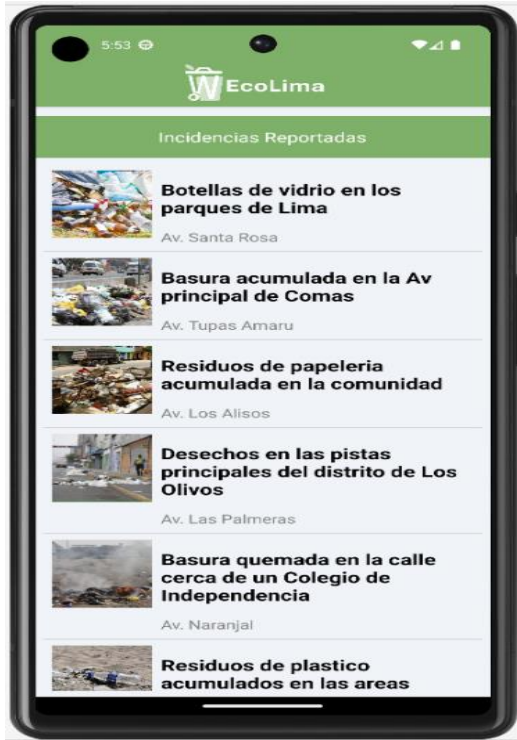 5:53
EcoLima
Incidencias Reportadas
Botellas de vidrio en los
parques de Lima
Av. Santa Rosa
Basura acumulada en la Av
principal de Comas
Av. Tupas Amaru
Residuos de papeleria
acumulada en la comunidad
Av. Los Alisos
Desechos en las pistas
principales del distrito de Los
Olivos
Av. Las Palmeras
Basura quemada en la calle
cerca de un Colegio de
Independencia
Av. Naranjal
Residuos de plastico
acumulados en las areas